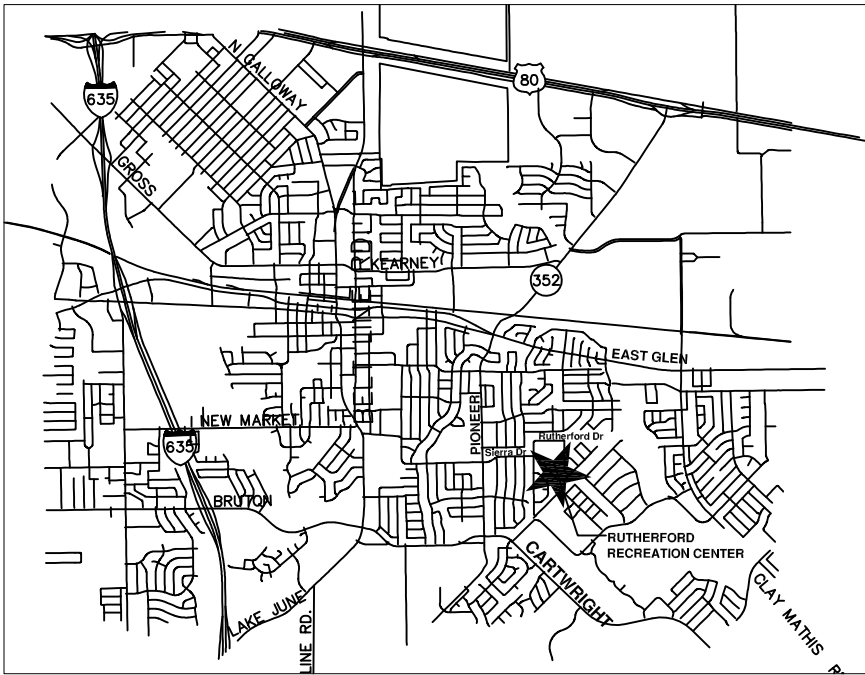 N GALLOWAY
80
635
GROSS
KEARNEY
352
EAST GLEN
NEW MARKET
PIONEER
Rutherford Dr
635
Sierra Dr
BRUTON
RUTHERFORD
RECREATION CENTER
CARTWRIGHT
CLAY MATHIS
LAKE JUNE
LINE RD.